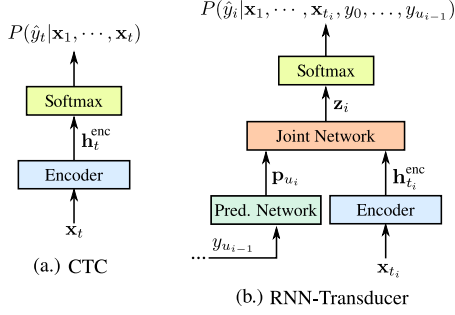 P(ŷ_t|x_1, ⋯, x_t)
Softmax
h_t^enc
Encoder
x_t
(a.) CTC
P(ŷ_i|x_1, ⋯, x_{t_i}, y_0, …, y_{u_{i-1}})
Softmax
z_i
Joint Network
p_{u_i}
h_{t_i}^enc
Pred. Network
Encoder
y_{u_{i-1}}
x_{t_i}
(b.) RNN-Transducer